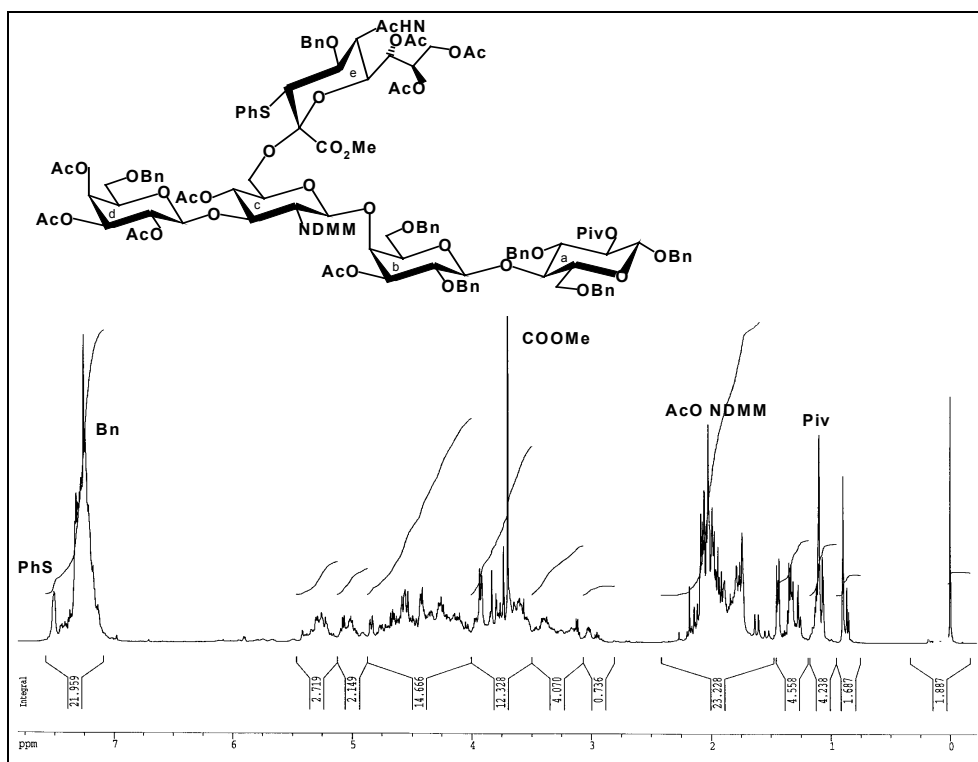 AcHN
BnO
OAc
OAc
e
O
AcO
PhS
O
CO2Me
AcO
OBn
O
AcO
c
O
d
O
AcO
OAc
O
NDMM
O
OBn
O
PivO
BnO
OBn
AcO
b
O
a
O
OBn
OBn
COOMe
AcO NDMM
Bn
Piv
PhS
Integral
21.959
2.719
2.149
14.666
12.328
4.070
0.736
23.228
4.558
4.238
1.687
1.887
ppm 7 6 5 4 3 2 1 0